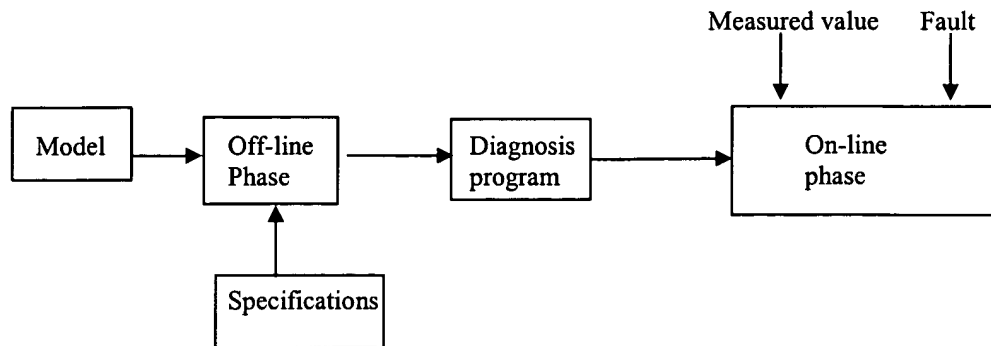 Measured value
Fault
Model
Off-line
Phase
Diagnosis
program
On-line
phase
Specifications